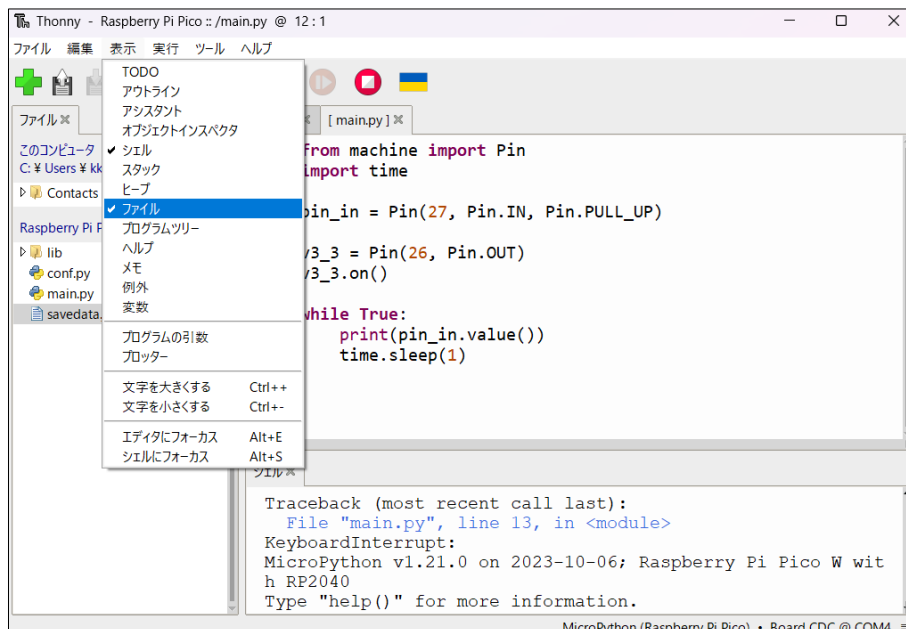 Thonny - Raspberry Pi Pico :: /main.py @ 12 : 1
ファイル 編集 表示 実行 ツール ヘルプ
TODO
アウトライン
アシスタント
オブジェクトインスペクタ
シェル
スタック
ヒープ
ファイル
プログラムツリー
ヘルプ
メモ
例外
変数
プログラムの引数
プロッター
文字を大きくする Ctrl++
文字を小さくする Ctrl+-
エディタにフォーカス Alt+E
シェルにフォーカス Alt+S
ファイル
このコンピュータ
C: ¥ Users ¥ kk
Contacts
Raspberry Pi P
lib
conf.py
main.py
savedata.
[ main.py ]
from machine import Pin
import time
pin_in = Pin(27, Pin.IN, Pin.PULL_UP)
v3_3 = Pin(26, Pin.OUT)
v3_3.on()
while True:
print(pin_in.value())
time.sleep(1)
シェル
Traceback (most recent call last):
File "main.py", line 13, in <module>
KeyboardInterrupt:
MicroPython v1.21.0 on 2023-10-06; Raspberry Pi Pico W wit
h RP2040
Type "help()" for more information.
MicroPython (Raspberry Pi Pico) • Board CDC @ COM4